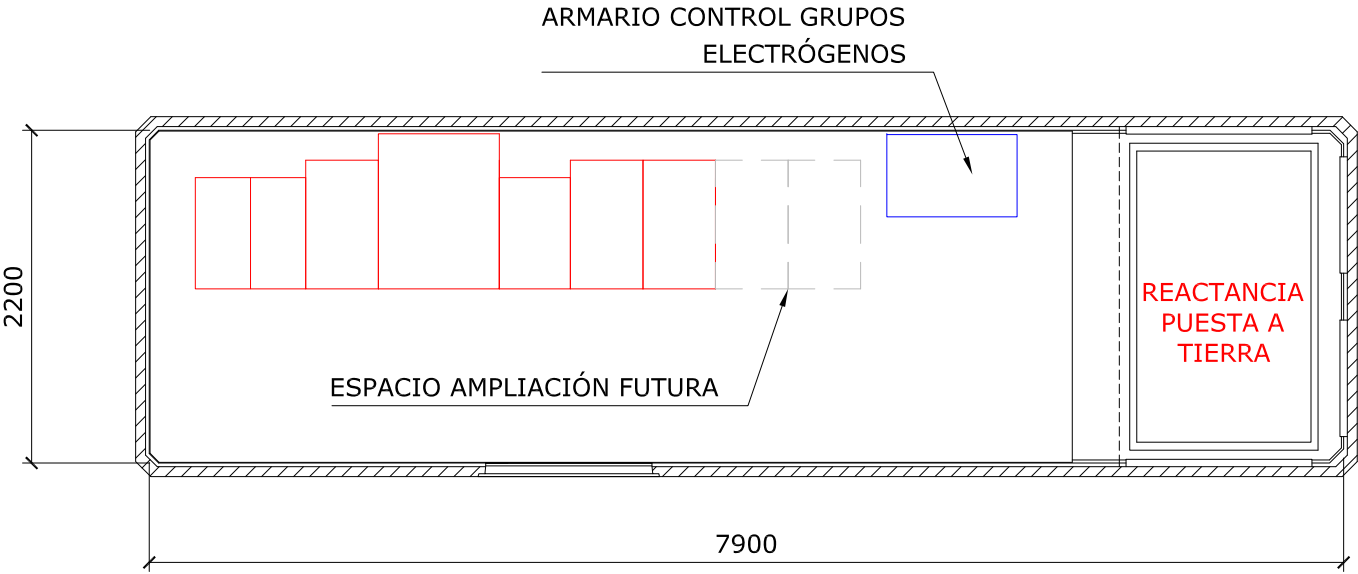 ARMARIO CONTROL GRUPOS
ELECTRÓGENOS
2200
REACTANCIA
PUESTA A
TIERRA
ESPACIO AMPLIACIÓN FUTURA
7900